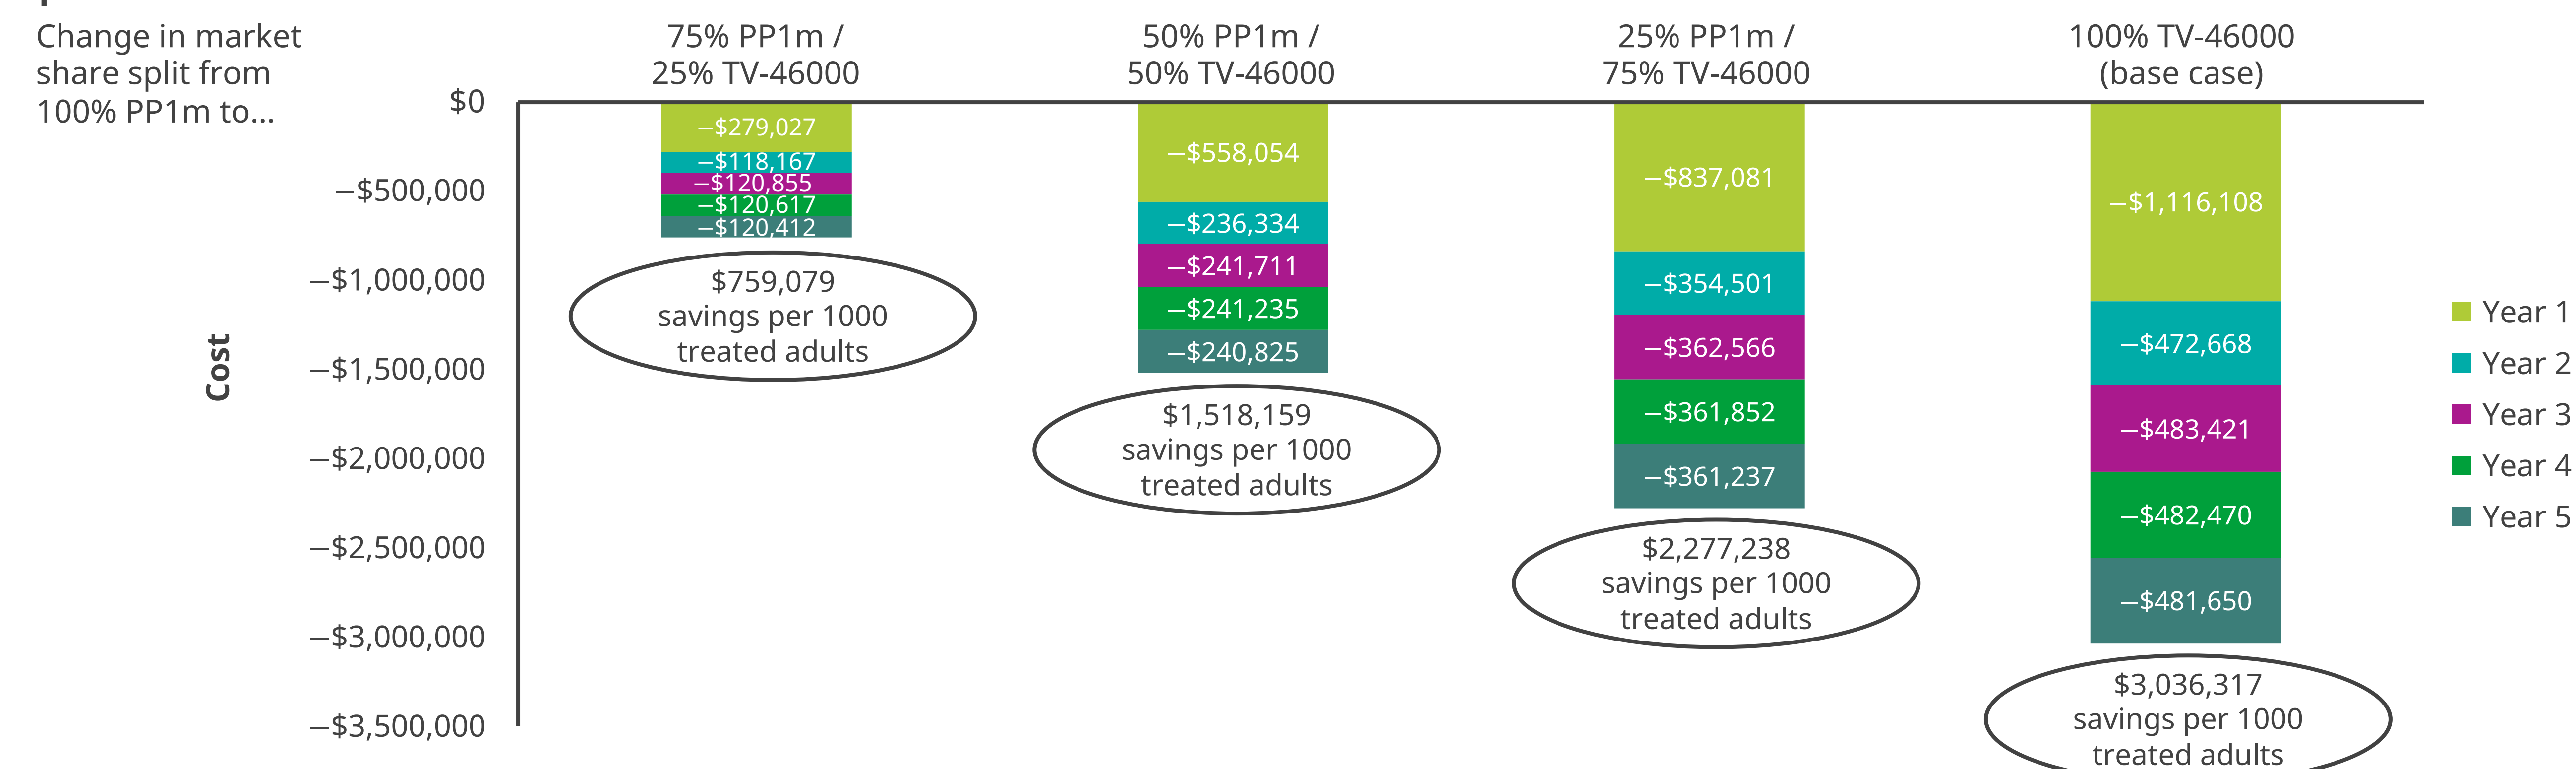 Change in market
share split from
100% PP1m to...
75% PP1m /
25% TV-46000
50% PP1m /
50% TV-46000
25% PP1m /
75% TV-46000
100% TV-46000
(base case)
Cost
$0
−$500,000
−$1,000,000
−$1,500,000
−$2,000,000
−$2,500,000
−$3,000,000
−$3,500,000
−$279,027
−$118,167
−$120,855
−$120,617
−$120,412
$759,079
savings per 1000
treated adults
−$558,054
−$236,334
−$241,711
−$241,235
−$240,825
$1,518,159
savings per 1000
treated adults
−$837,081
−$354,501
−$362,566
−$361,852
−$361,237
$2,277,238
savings per 1000
treated adults
−$1,116,108
−$472,668
−$483,421
−$482,470
−$481,650
$3,036,317
savings per 1000
treated adults
Year 1
Year 2
Year 3
Year 4
Year 5